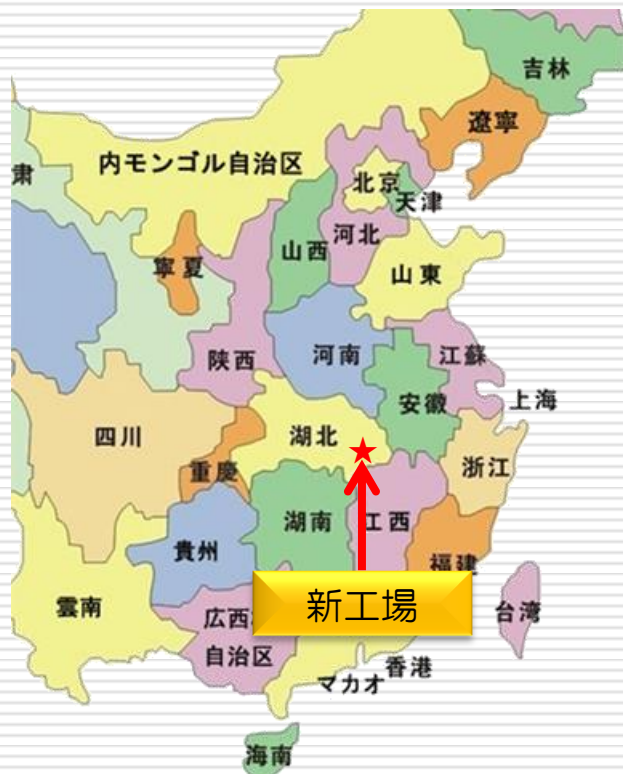 吉林
遼寧
内モンゴル自治区
肅
北京
天津
河北
山西
寧夏
山東
陝西
河南
江蘇
安徽
上海
四川
湖北
重慶
浙江
湖南
江西
貴州
福建
雲南
新工場
台湾
広西
自治区
香港
マカオ
海南